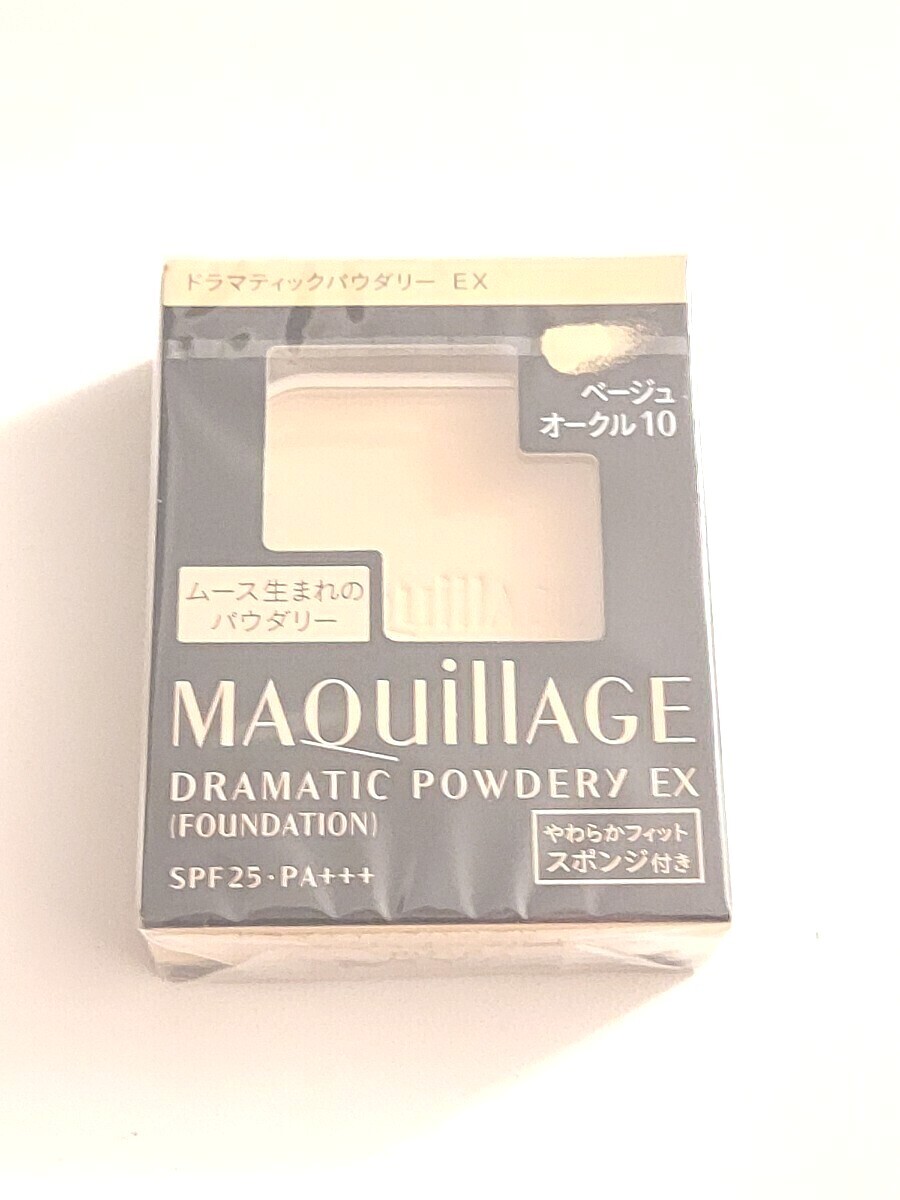 ドラマティックパウダリー EX
ベージュ
オークル10
ムース生まれの
パウダリー
MAQuillAGE
DRAMATIC POWDERY EX
(FOUNDATION)
SPF25・PA+++
やわらかフィット
スポンジ付き